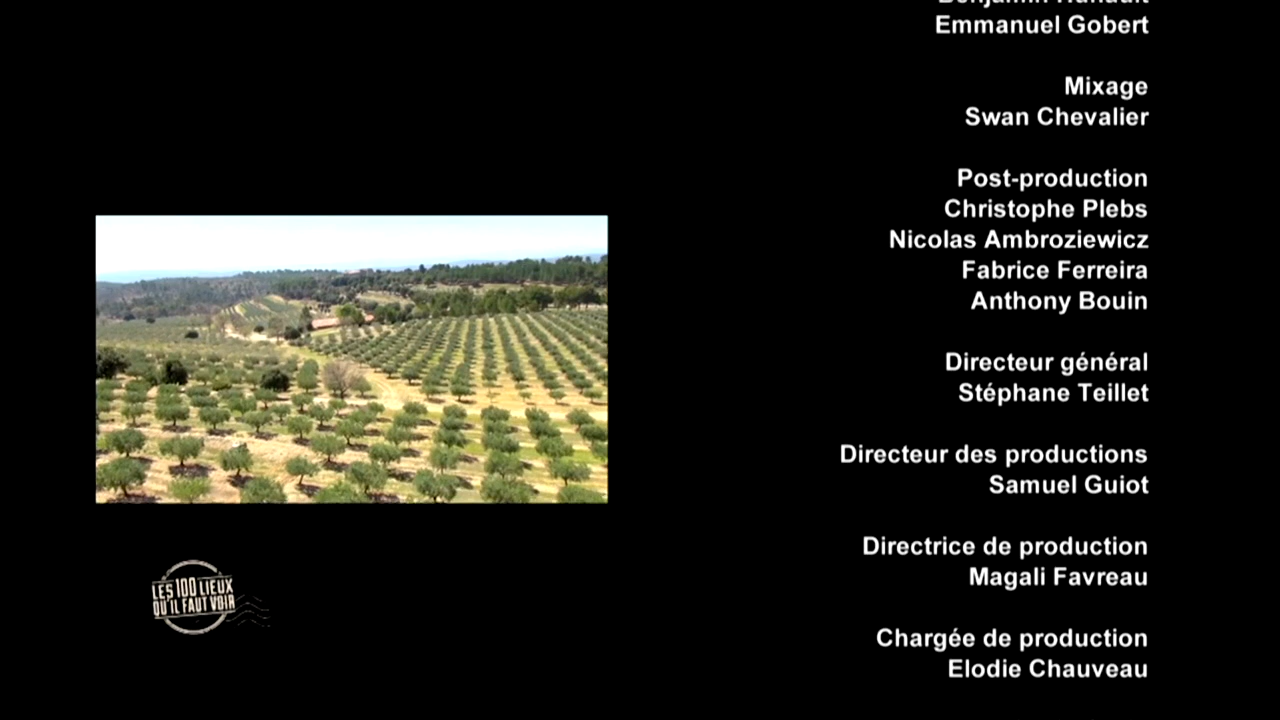 Emmanuel Gobert
Mixage
Swan Chevalier
Post-production
Christophe Plebs
Nicolas Ambroziewicz
Fabrice Ferreira
Anthony Bouin
Directeur général
Stéphane Teillet
Directeur des productions
Samuel Guiot
Directrice de production
Magali Favreau
Chargée de production
Elodie Chauveau
LES 100 LIEUX
QU'IL FAUT VOIR